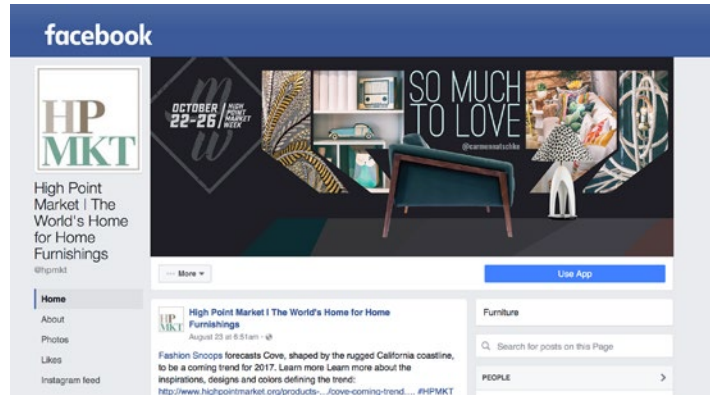 facebook
HP
MKT
High Point
Market | The
World's Home
for Home
Furnishings
@hpmkt
Home
About
Photos
Likes
Instagram feed
OCTOBER
22-26
HIGH
POINT
MARKET
WEEK
SO MUCH
TO LOVE
@carmennatschke
More
Use App
HP
MKT
High Point Market | The World's Home for Home
Furnishings
August 23 at 6:51am
Fashion Snoops forecasts Cove, shaped by the rugged California coastline,
to be a coming trend for 2017. Learn more Learn more about the
inspirations, designs and colors defining the trend:
http://www.highpointmarket.org/products-.../cove-coming-trend.... #HPMKT
Furniture
Search for posts on this Page
PEOPLE